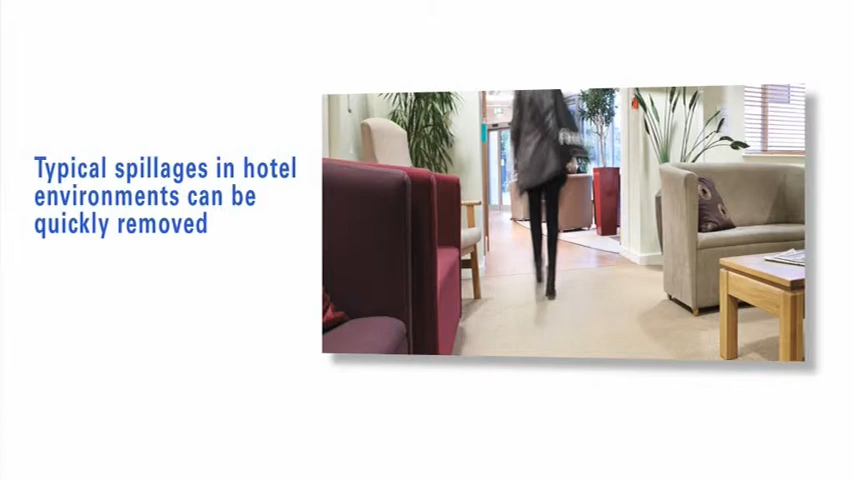 Typical spillages in hotel
environments can be
quickly removed